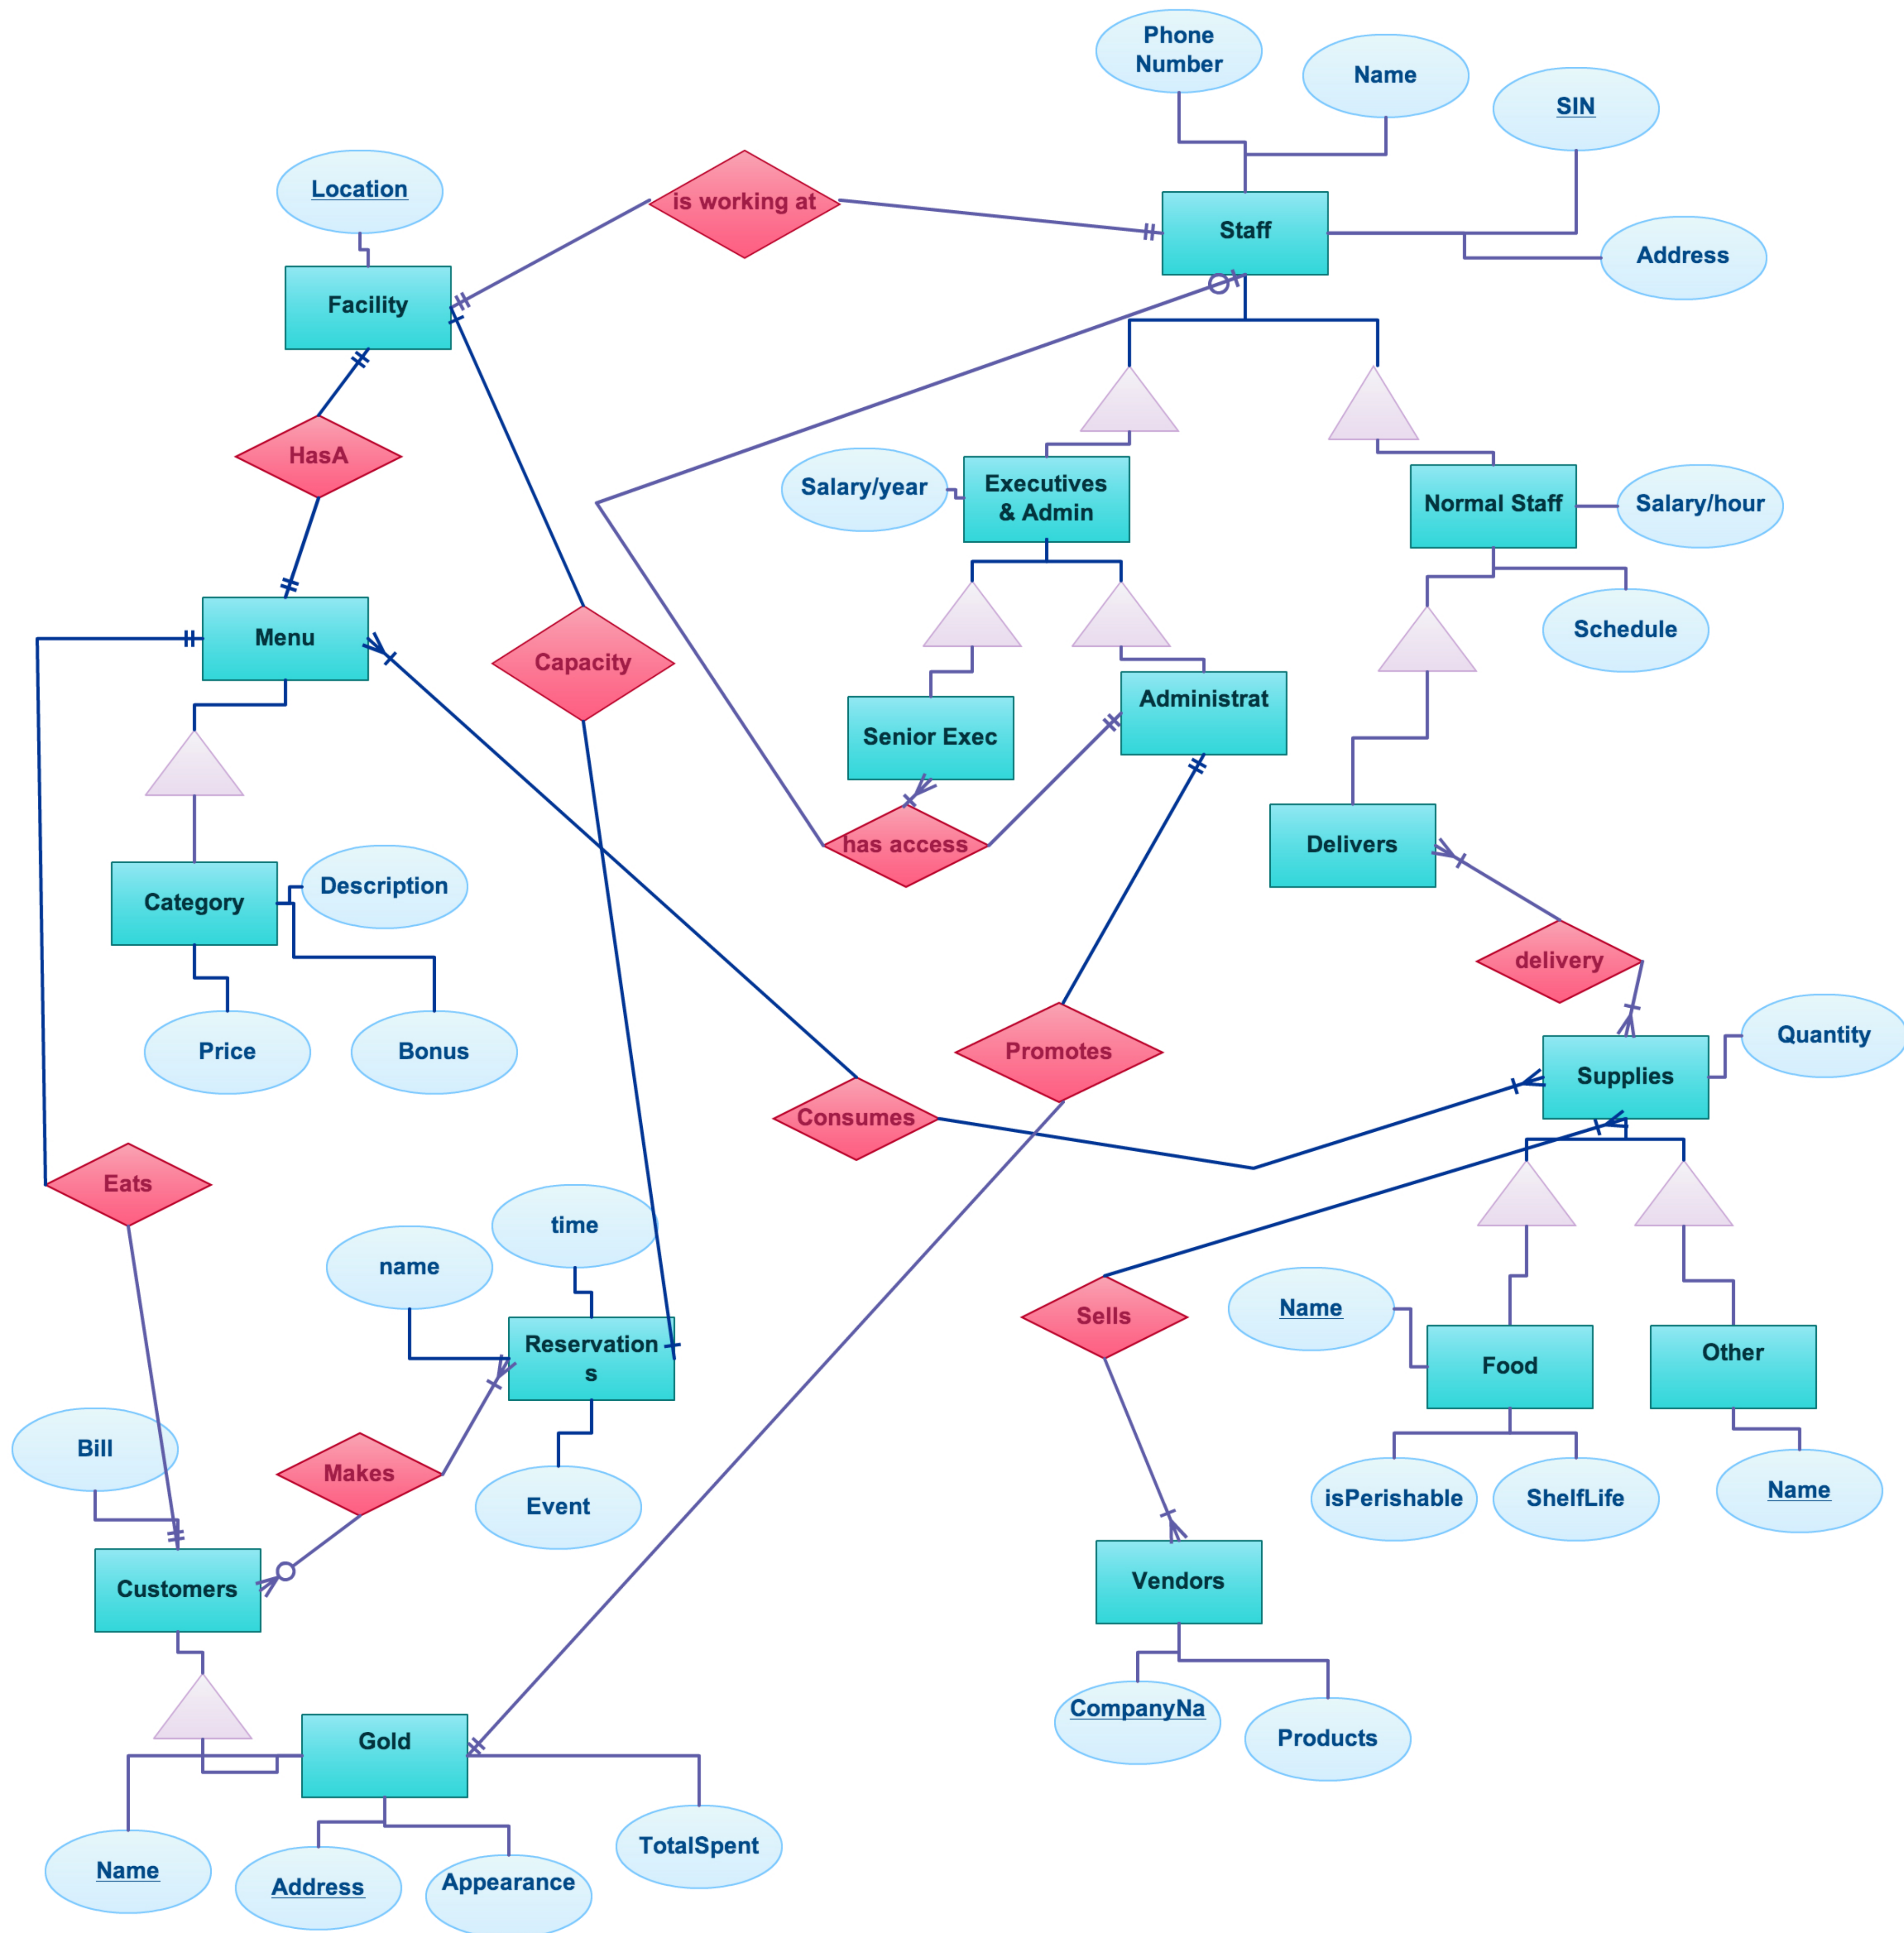 Phone
Number
Name
SIN
Location
is working at
Staff
Address
Facility
HasA
Salary/year
Executives
& Admin
Normal Staff
Salary/hour
Menu
Schedule
Capacity
Administrat
Senior Exec
has access
Delivers
Description
Category
delivery
Price
Bonus
Promotes
Quantity
Supplies
Consumes
Eats
time
name
Sells
Name
Reservation
s
Food
Other
Bill
Makes
Event
isPerishable
ShelfLife
Name
Customers
Vendors
CompanyNa
Products
Gold
TotalSpent
Name
Address
Appearance